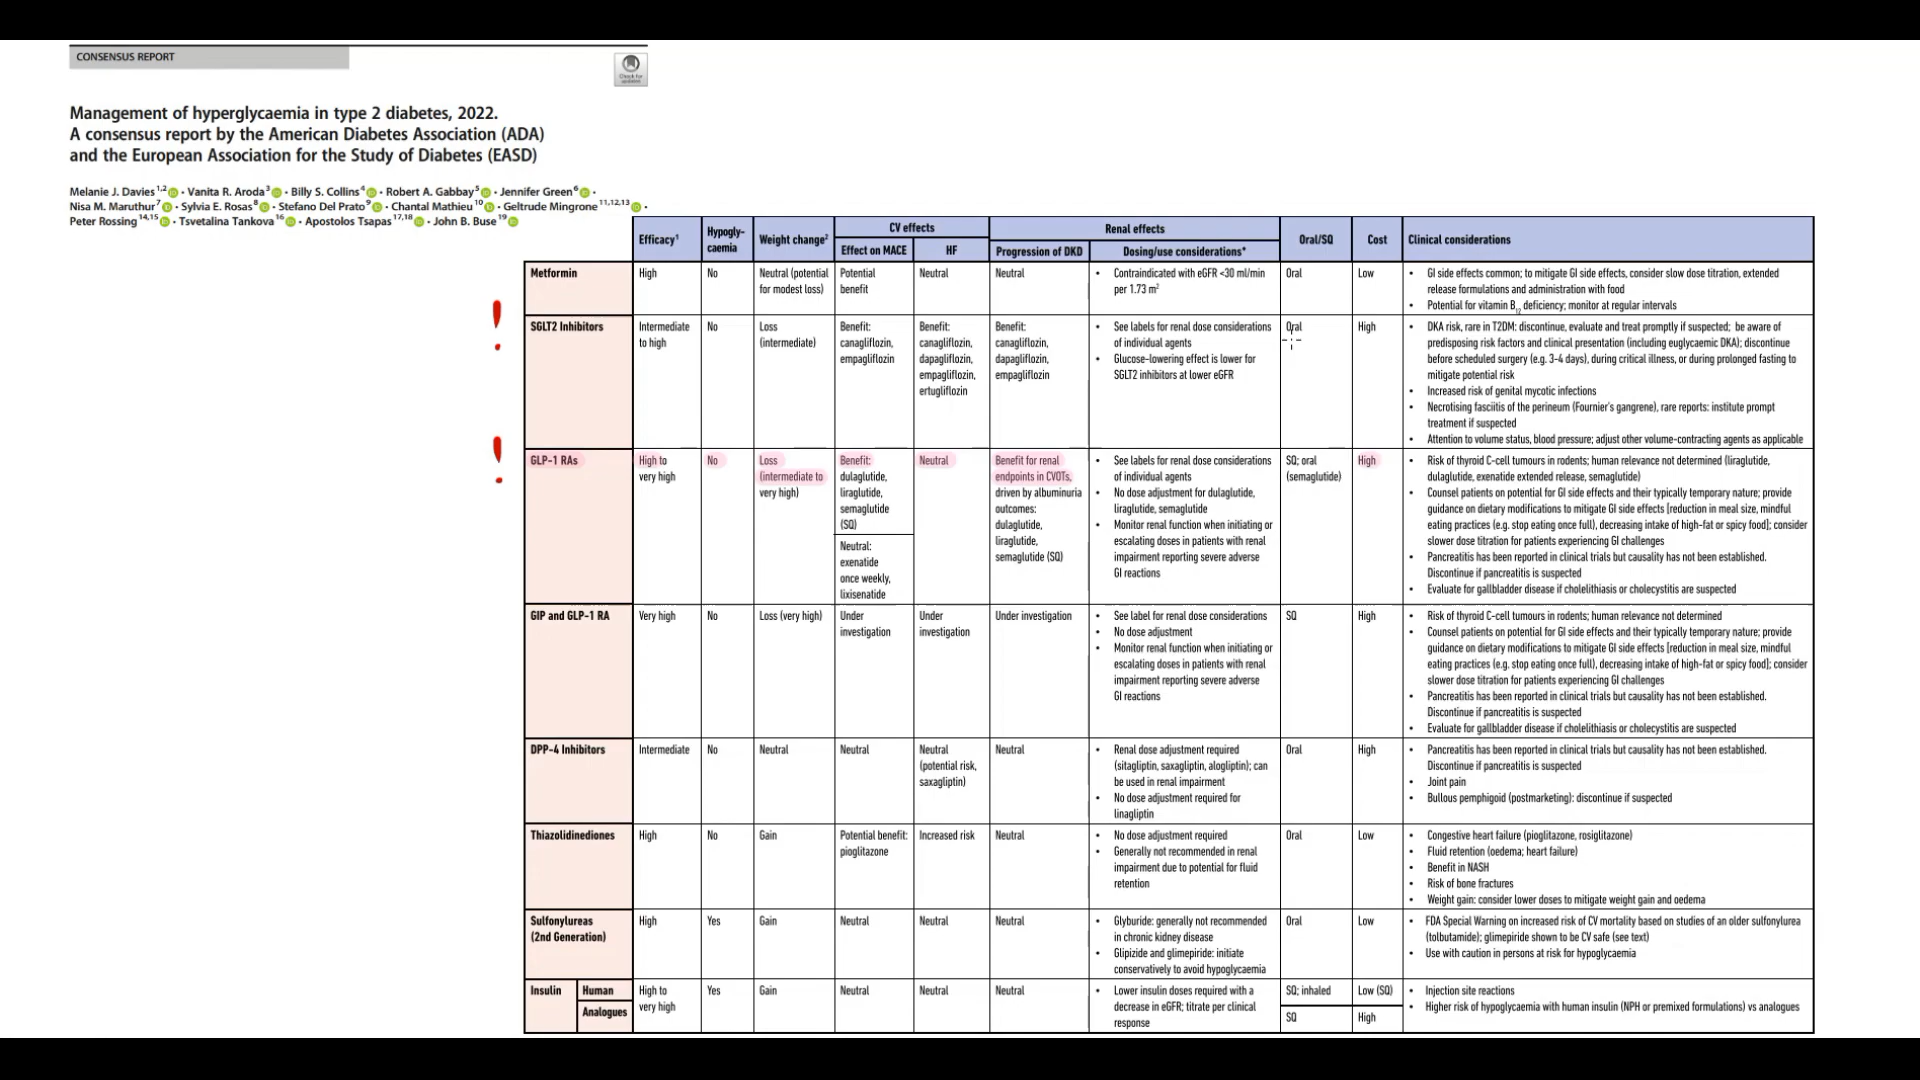 CONSENSUS REPORT
Check for
updates
Management of hyperglycaemia in type 2 diabetes, 2022.
A consensus report by the American Diabetes Association (ADA)
and the European Association for the Study of Diabetes (EASD)
Melanie J. Davies 1,2 · Vanita R. Aroda 3 · Billy S. Collins 4 · Robert A. Gabbay 5 · Jennifer Green 6 ·
Nisa M. Maruthur 7 · Sylvia E. Rosas 8 · Stefano Del Prato 9 · Chantal Mathieu 10 · Geltrude Mingrone 11,12,13 ·
Peter Rossing 14,15 · Tsvetalina Tankova 16 · Apostolos Tsapas 17,18 · John B. Buse 19
Efficacy1
Hypogly-
caemia
Weight change2
CV effects
Effect on MACE
HF
Renal effects
Progression of DKD
Dosing/use considerations*
Oral/SQ
Cost
Clinical considerations
Metformin
High
No
Neutral (potential
for modest loss)
Potential
benefit
Neutral
Neutral
• Contraindicated with eGFR <30 ml/min
per 1.73 m2
Oral
Low
• GI side effects common; to mitigate GI side effects, consider slow dose titration, extended
release formulations and administration with food
• Potential for vitamin B12 deficiency; monitor at regular intervals
!
SGLT2 Inhibitors
Intermediate
to high
No
Loss
(intermediate)
Benefit:
canagliflozin,
empagliflozin
Benefit:
canagliflozin,
dapagliflozin,
empagliflozin,
ertugliflozin
Benefit:
canagliflozin,
dapagliflozin,
empagliflozin
• See labels for renal dose considerations
of individual agents
• Glucose-lowering effect is lower for
SGLT2 inhibitors at lower eGFR
Oral
High
• DKA risk, rare in T2DM: discontinue, evaluate and treat promptly if suspected; be aware of
predisposing risk factors and clinical presentation (including euglycaemic DKA); discontinue
before scheduled surgery (e.g. 3-4 days), during critical illness, or during prolonged fasting to
mitigate potential risk
• Increased risk of genital mycotic infections
• Necrotising fasciitis of the perineum (Fournier's gangrene), rare reports: institute prompt
treatment if suspected
• Attention to volume status, blood pressure; adjust other volume-contracting agents as applicable
!
GLP-1 RAs
High to
very high
No
Loss
(intermediate to
very high)
Benefit:
dulaglutide,
liraglutide,
semaglutide
(SQ)
Neutral:
exenatide
once weekly,
lixisenatide
Neutral
Benefit for renal
endpoints in CVOTs,
driven by albuminuria
outcomes:
dulaglutide,
liraglutide,
semaglutide (SQ)
• See labels for renal dose considerations
of individual agents
• No dose adjustment for dulaglutide,
liraglutide, semaglutide
• Monitor renal function when initiating or
escalating doses in patients with renal
impairment reporting severe adverse
GI reactions
SQ; oral
(semaglutide)
High
• Risk of thyroid C-cell tumours in rodents; human relevance not determined (liraglutide,
dulaglutide, exenatide extended release, semaglutide)
• Counsel patients on potential for GI side effects and their typically temporary nature; provide
guidance on dietary modifications to mitigate GI side effects [reduction in meal size, mindful
eating practices (e.g. stop eating once full), decreasing intake of high-fat or spicy food]; consider
slower dose titration for patients experiencing GI challenges
• Pancreatitis has been reported in clinical trials but causality has not been established.
Discontinue if pancreatitis is suspected
• Evaluate for gallbladder disease if cholelithiasis or cholecystitis are suspected
GIP and GLP-1 RA
Very high
No
Loss (very high)
Under
investigation
Under
investigation
Under investigation
• See label for renal dose considerations
• No dose adjustment
• Monitor renal function when initiating or
escalating doses in patients with renal
impairment reporting severe adverse
GI reactions
SQ
High
• Risk of thyroid C-cell tumours in rodents; human relevance not determined
• Counsel patients on potential for GI side effects and their typically temporary nature; provide
guidance on dietary modifications to mitigate GI side effects [reduction in meal size, mindful
eating practices (e.g. stop eating once full), decreasing intake of high-fat or spicy food]; consider
slower dose titration for patients experiencing GI challenges
• Pancreatitis has been reported in clinical trials but causality has not been established.
Discontinue if pancreatitis is suspected
• Evaluate for gallbladder disease if cholelithiasis or cholecystitis are suspected
DPP-4 Inhibitors
Intermediate
No
Neutral
Neutral
Neutral
(potential risk,
saxagliptin)
Neutral
• Renal dose adjustment required
(sitagliptin, saxagliptin, alogliptin); can
be used in renal impairment
• No dose adjustment required for
linagliptin
Oral
High
• Pancreatitis has been reported in clinical trials but causality has not been established.
Discontinue if pancreatitis is suspected
• Joint pain
• Bullous pemphigoid (postmarketing): discontinue if suspected
Thiazolidinediones
High
No
Gain
Potential benefit:
pioglitazone
Increased risk
Neutral
• No dose adjustment required
• Generally not recommended in renal
impairment due to potential for fluid
retention
Oral
Low
• Congestive heart failure (pioglitazone, rosiglitazone)
• Fluid retention (oedema; heart failure)
• Benefit in NASH
• Risk of bone fractures
• Weight gain: consider lower doses to mitigate weight gain and oedema
Sulfonylureas
(2nd Generation)
High
Yes
Gain
Neutral
Neutral
Neutral
• Glyburide: generally not recommended
in chronic kidney disease
• Glipizide and glimepiride: initiate
conservatively to avoid hypoglycaemia
Oral
Low
• FDA Special Warning on increased risk of CV mortality based on studies of an older sulfonylurea
(tolbutamide); glimepiride shown to be CV safe (see text)
• Use with caution in persons at risk for hypoglycaemia
Insulin
Human
Analogues
High to
very high
Yes
Gain
Neutral
Neutral
Neutral
• Lower insulin doses required with a
decrease in eGFR; titrate per clinical
response
SQ; inhaled
SQ
Low (SQ)
High
• Injection site reactions
• Higher risk of hypoglycaemia with human insulin (NPH or premixed formulations) vs analogues